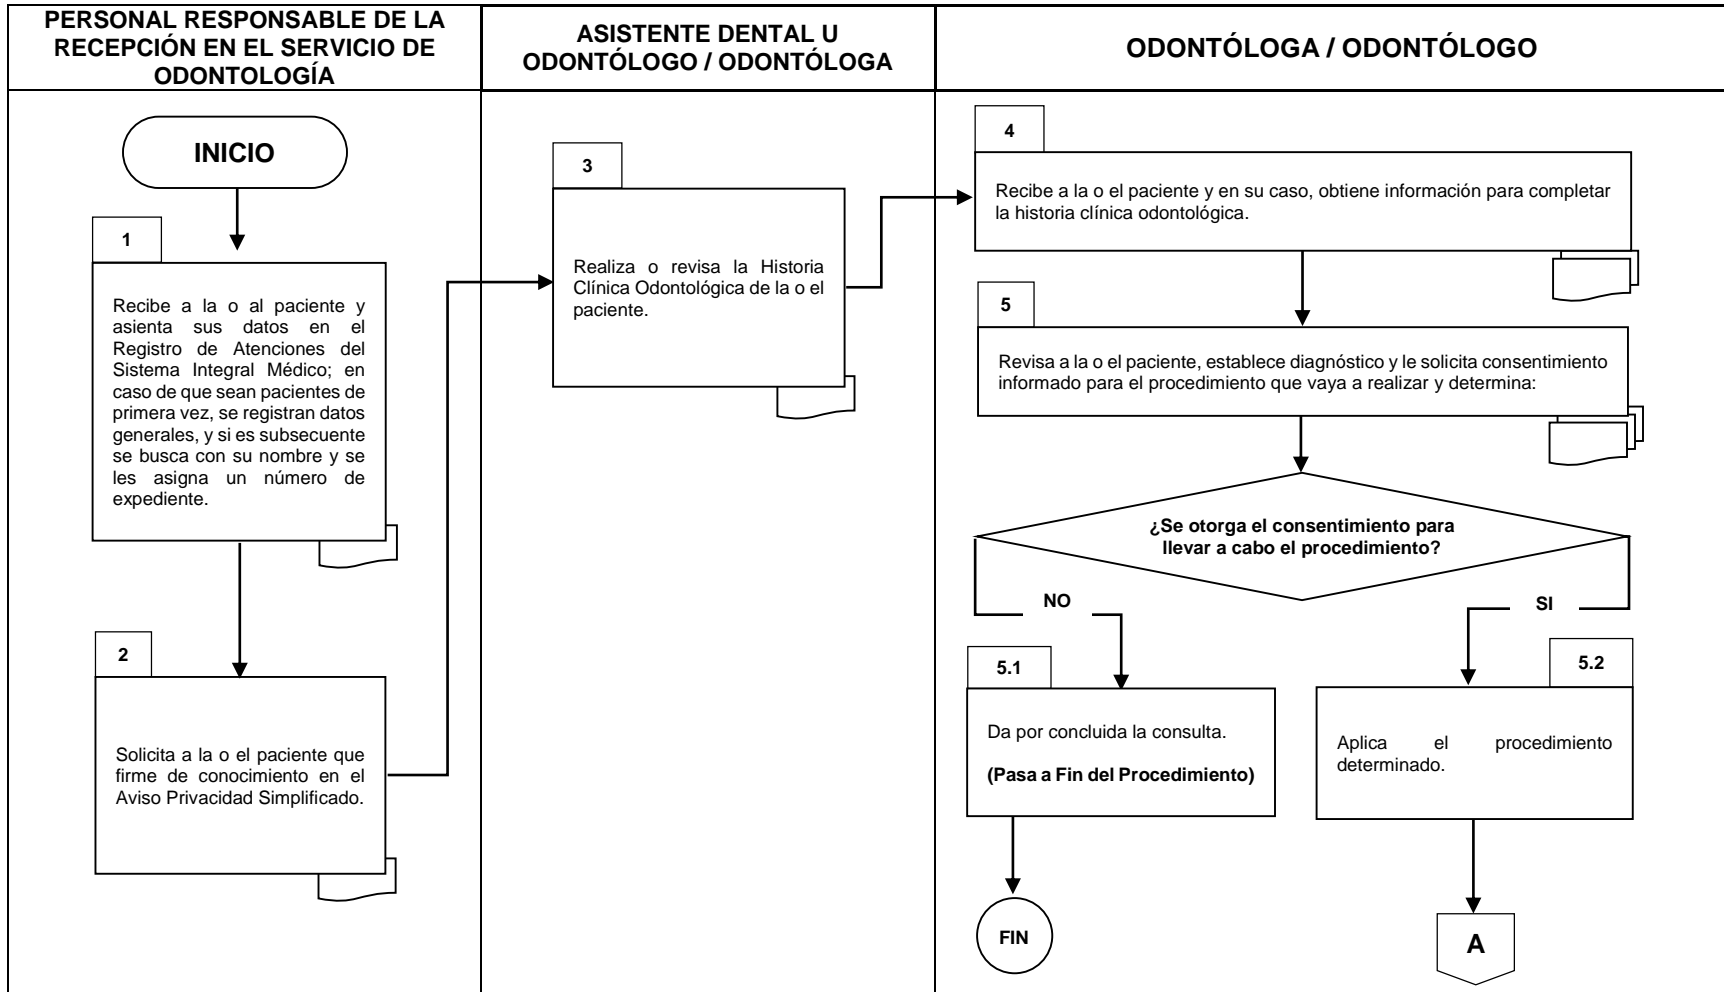 PERSONAL RESPONSABLE DE LA
RECEPCIÓN EN EL SERVICIO DE
ODONTOLOGÍA
ASISTENTE DENTAL U
ODONTÓLOGO / ODONTÓLOGA
ODONTÓLOGA / ODONTÓLOGO
INICIO
1
Recibe a la o al paciente y
asienta sus datos en el
Registro de Atenciones del
Sistema Integral Médico; en
caso de que sean pacientes de
primera vez, se registran datos
generales, y si es subsecuente
se busca con su nombre y se
les asigna un número de
expediente.
2
Solicita a la o el paciente que
firme de conocimiento en el
Aviso Privacidad Simplificado.
3
Realiza o revisa la Historia
Clínica Odontológica de la o el
paciente.
4
Recibe a la o el paciente y en su caso, obtiene información para completar
la historia clínica odontológica.
5
Revisa a la o el paciente, establece diagnóstico y le solicita consentimiento
informado para el procedimiento que vaya a realizar y determina:
¿Se otorga el consentimiento para
llevar a cabo el procedimiento?
NO
SI
5.1
Da por concluida la consulta.
(Pasa a Fin del Procedimiento)
FIN
5.2
Aplica el procedimiento
determinado.
A